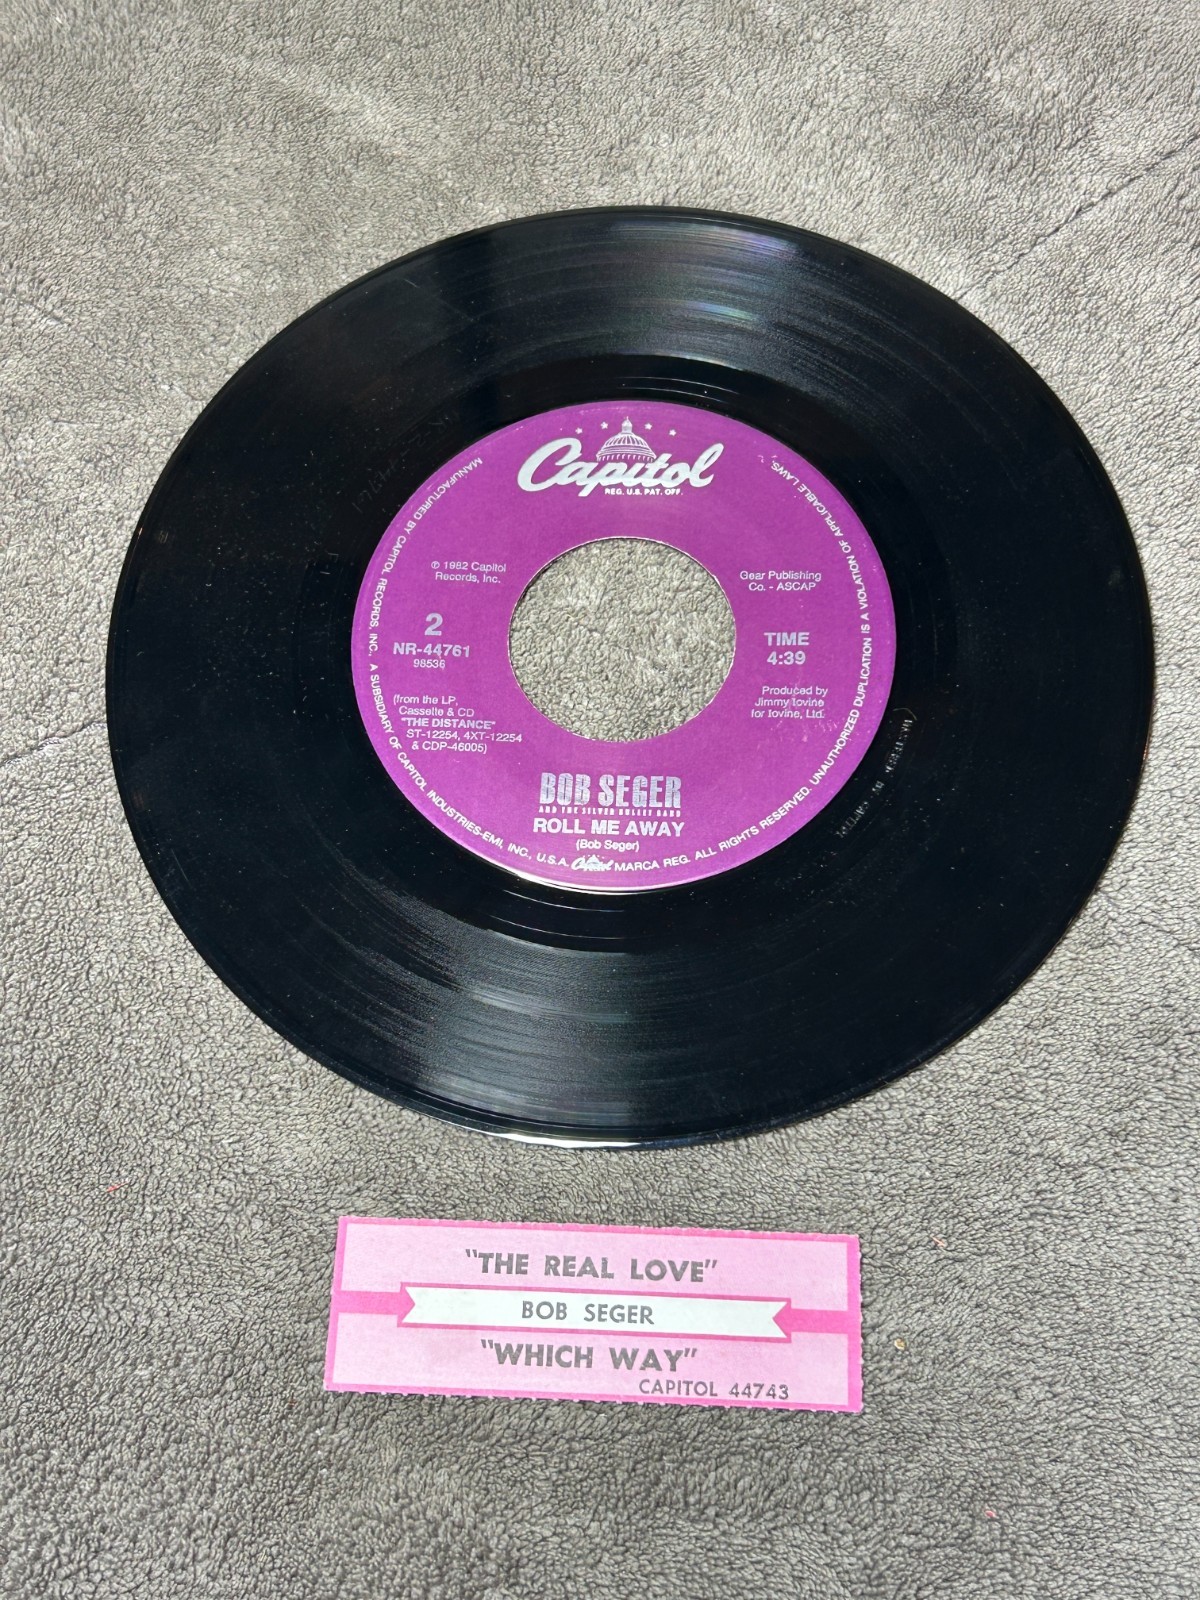 Capitol
REG. U.S. PAT. OFF.
MANUFACTURED BY CAPITOL RECORDS, INC., A SUBSIDIARY OF CAPITOL INDUSTRIES-EMI, INC., U.S.A. Capitol MARCA REG. ALL RIGHTS RESERVED. UNAUTHORIZED DUPLICATION IS A VIOLATION OF APPLICABLE LAWS.
℗ 1982 Capitol
Records, Inc.
Gear Publishing
Co. - ASCAP
2
NR-44761
98536
TIME
4:39
(from the LP,
Cassette & CD
"THE DISTANCE"
ST-12254, 4XT-12254
& CDP-46005)
Produced by
Jimmy Iovine
for Iovine, Ltd.
BOB SEGER
AND THE SILVER BULLET BAND
ROLL ME AWAY
(Bob Seger)
"THE REAL LOVE"
BOB SEGER
"WHICH WAY"
CAPITOL 44743